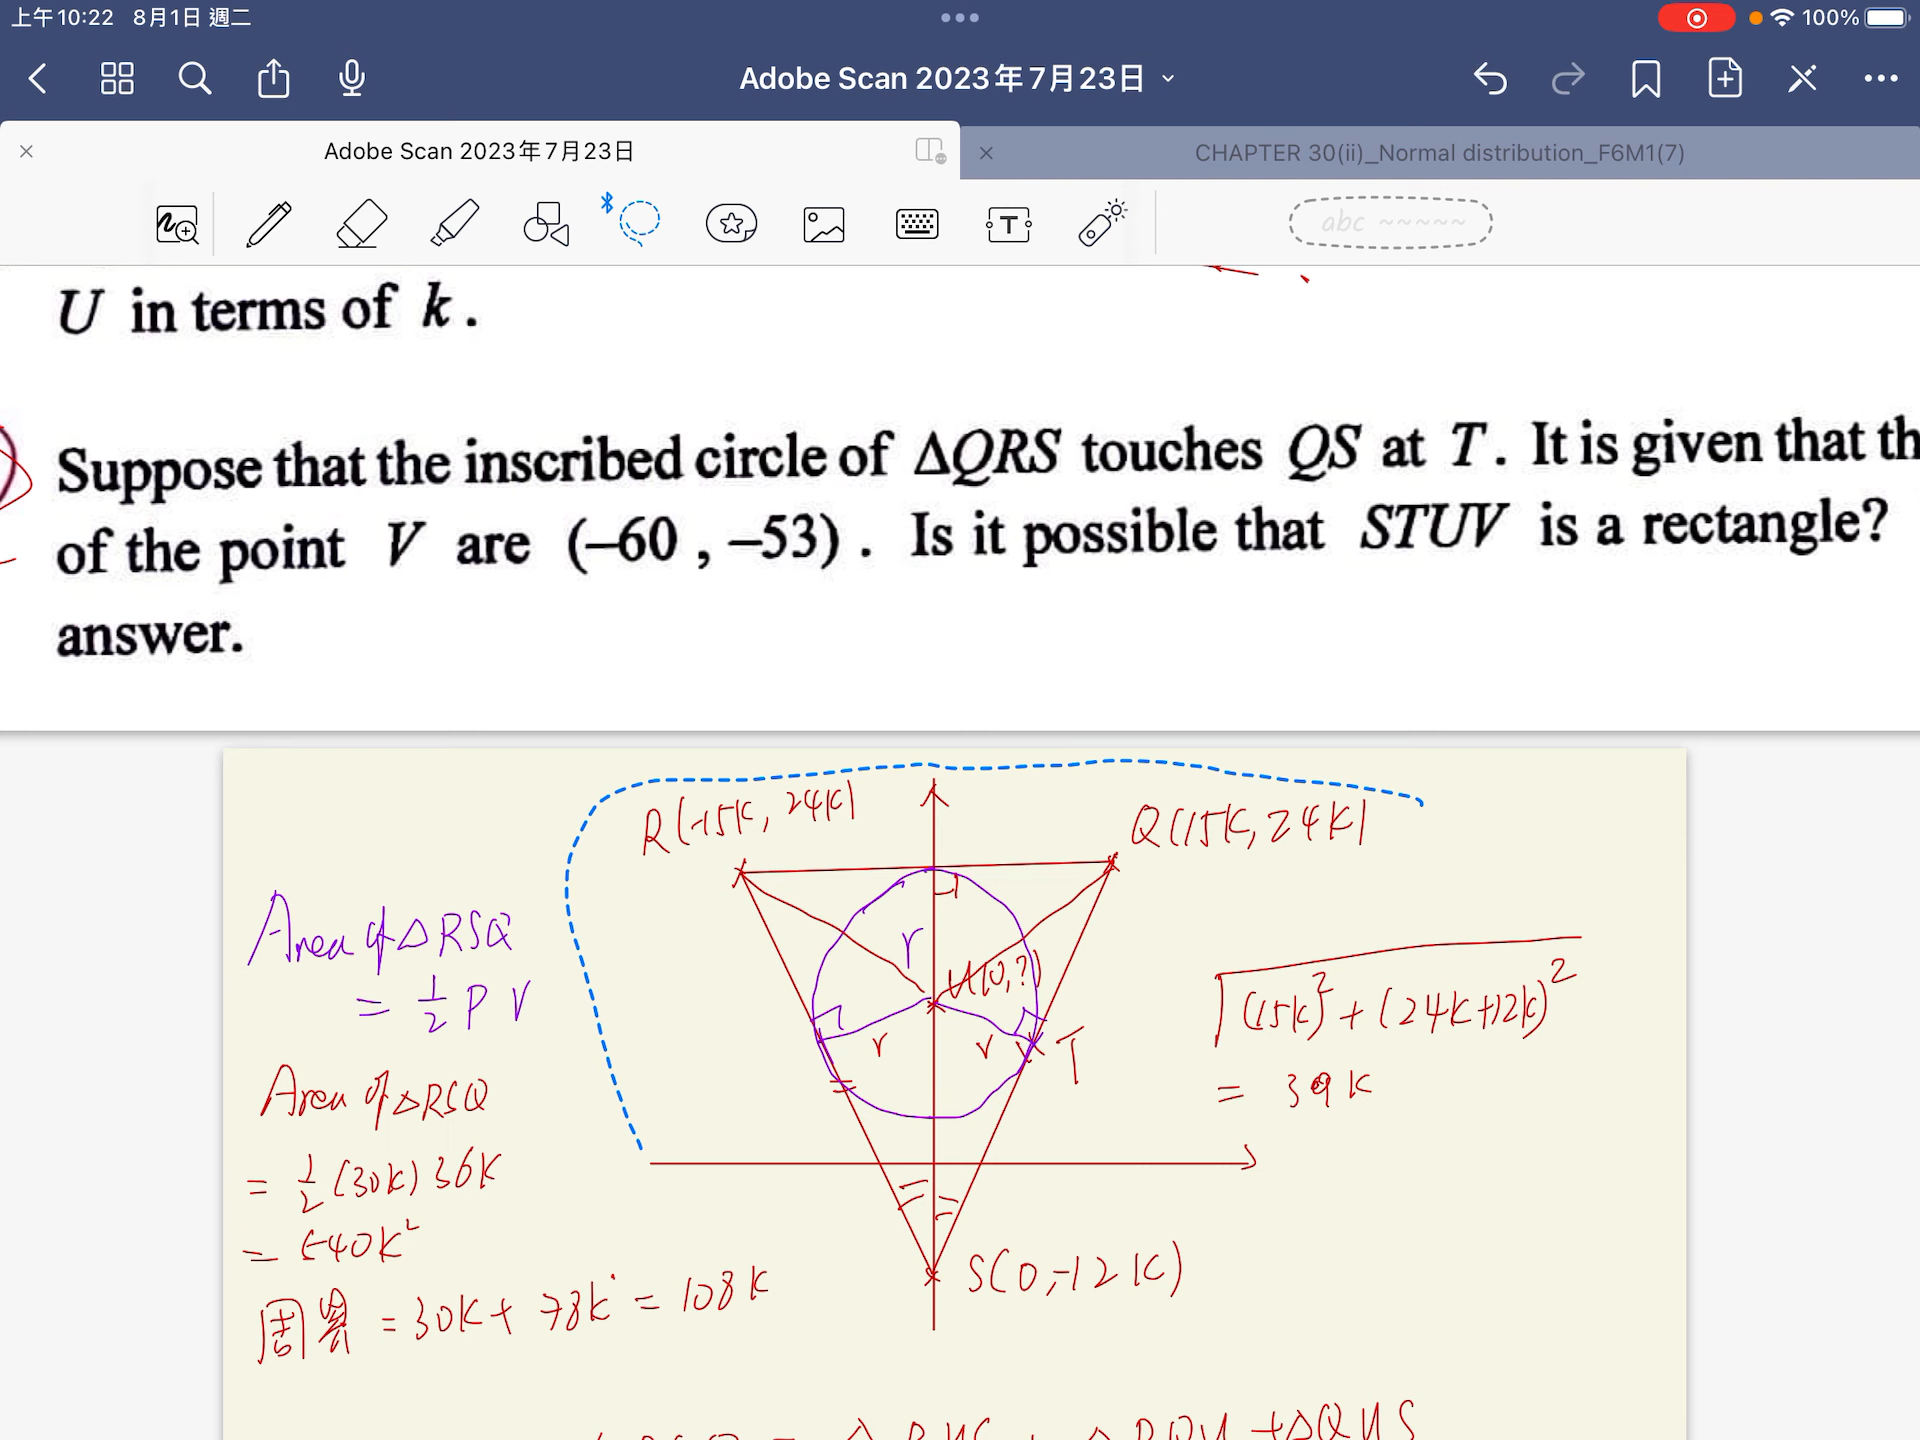 上午10:22 8月1日 週二
100%
Adobe Scan 2023年7月23日
Adobe Scan 2023年7月23日
CHAPTER 30(ii)_Normal distribution_F6M1(7)
T
abc
U in terms of k.
Suppose that the inscribed circle of ΔQRS touches QS at T. It is given that th
of the point V are (–60, –53). Is it possible that STUV is a rectangle?
answer.
R(-15k, 24k)
Q(15k, 24k)
Area of △RSQ
= 1/2 P r
r
U(0,?)
r
r
T
√((15k)² + (24k+12k)²)
= 39k
Area of △RSQ
= 1/2 (30k) 36k
= 540k²
S(0,-12k)
周界 = 30k + 78k = 108k